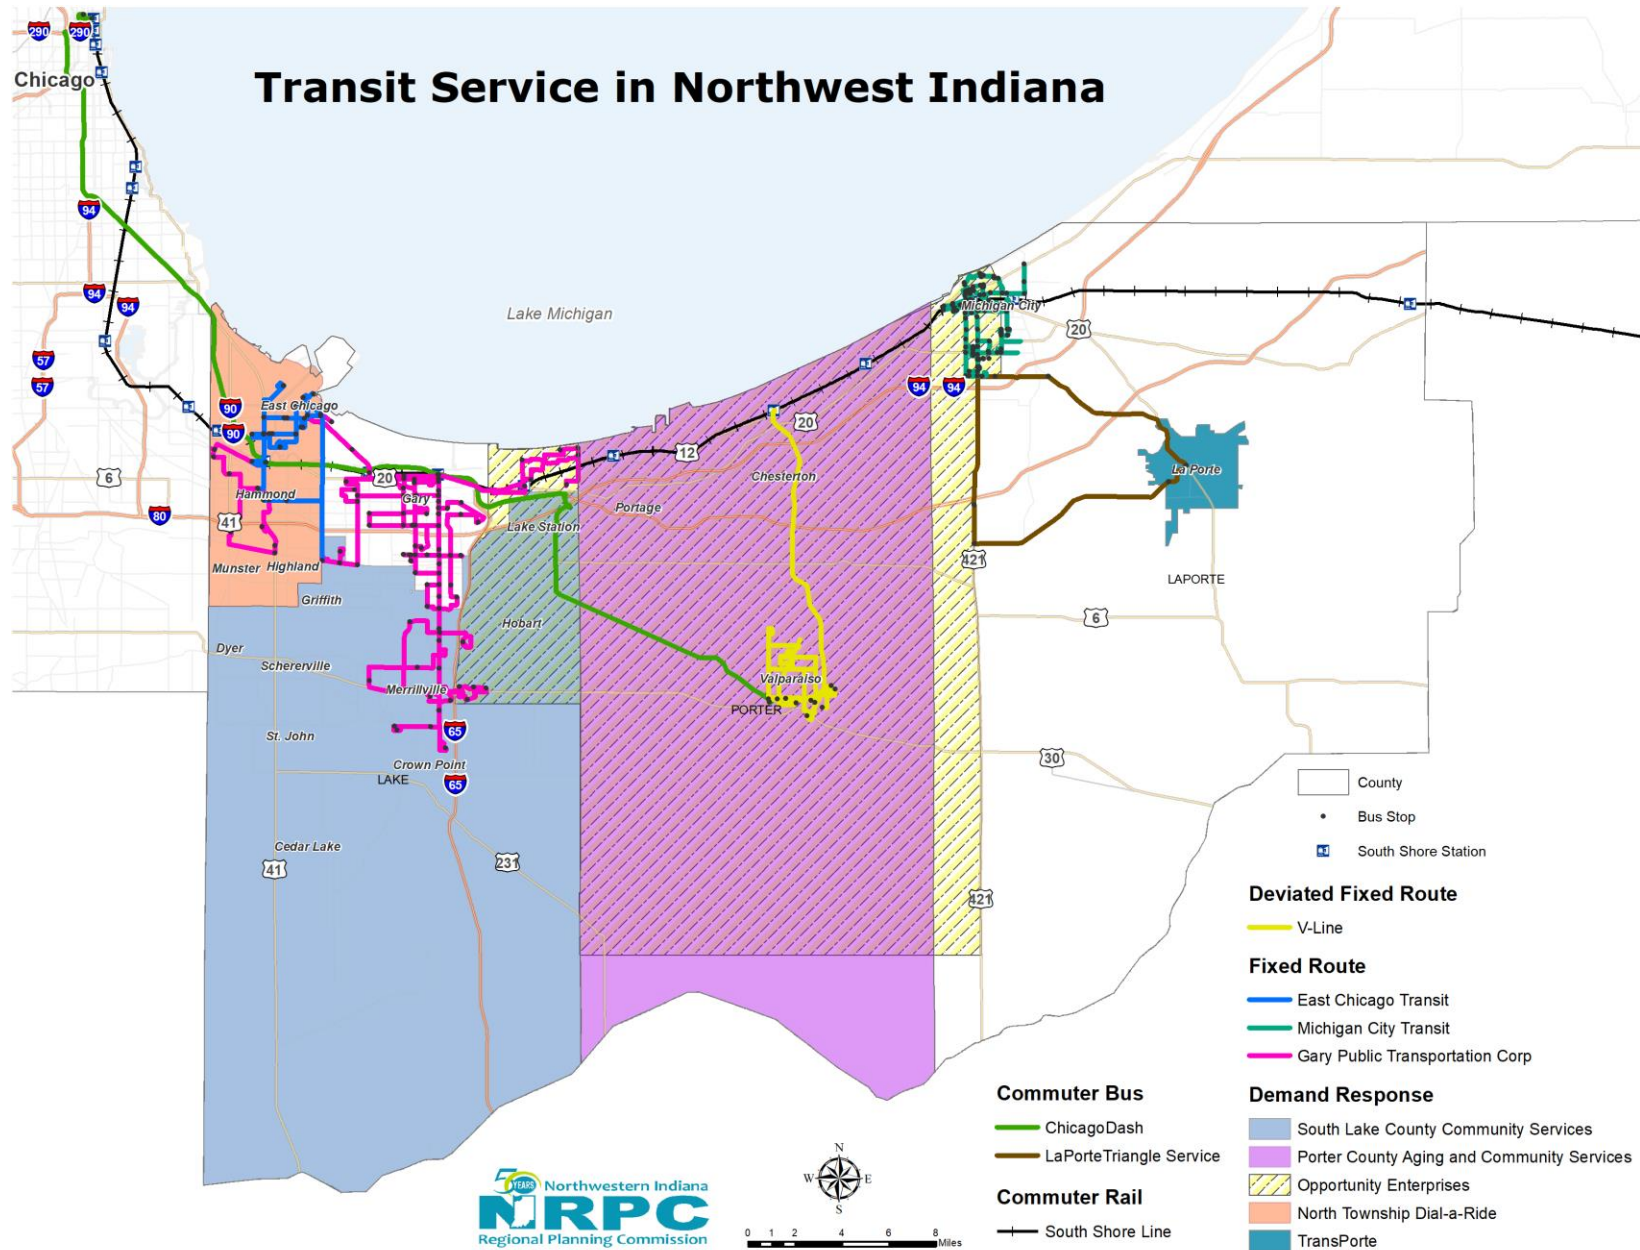 Transit Service in Northwest Indiana
290
290
Chicago
94
94
94
57
57
Lake Michigan
Michigan City
20
94
94
90
East Chicago
90
20
12
6
20
Chesterton
La Porte
Hammond
Gary
80
41
Lake Station
Portage
Munster
Highland
421
LAPORTE
Griffith
6
Hobart
Dyer
Schererville
Valparaiso
Merrillville
PORTER
65
St. John
30
Crown Point
LAKE
65
Cedar Lake
231
41
421
County
Bus Stop
South Shore Station
Deviated Fixed Route
V-Line
Fixed Route
East Chicago Transit
Michigan City Transit
Gary Public Transportation Corp
Commuter Bus
ChicagoDash
LaPorteTriangle Service
Commuter Rail
South Shore Line
Demand Response
South Lake County Community Services
Porter County Aging and Community Services
Opportunity Enterprises
North Township Dial-a-Ride
TransPorte
50 YEARS
Northwestern Indiana
NIRPC
Regional Planning Commission
N
W E
S
0 1 2 4 6 8
Miles